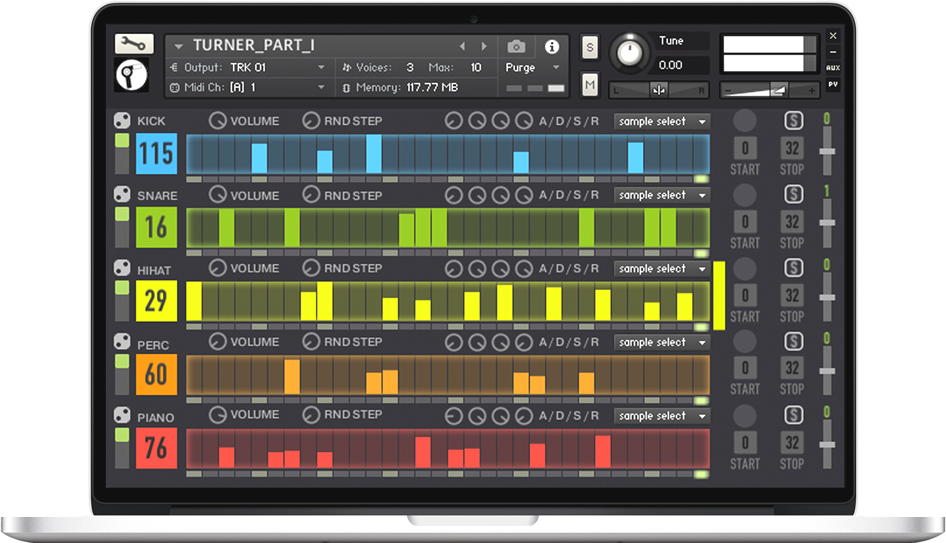 TURNER_PART_I
Output: TRK 01 Voices: 3 Max: 10 Purge
Midi Ch: [A] 1 Memory: 117.77 MB
S
M
Tune
0.00
L R
- +
×
-
AUX
PV
KICK VOLUME RND STEP A/D/S/R sample select S 0
115 0 32
START STOP
SNARE VOLUME RND STEP A/D/S/R sample select S 1
16 0 32
START STOP
HIHAT VOLUME RND STEP A/D/S/R sample select S 0
29 0 32
START STOP
PERC VOLUME RND STEP A/D/S/R sample select S 0
60 0 32
START STOP
PIANO VOLUME RND STEP A/D/S/R sample select S 0
76 0 32
START STOP